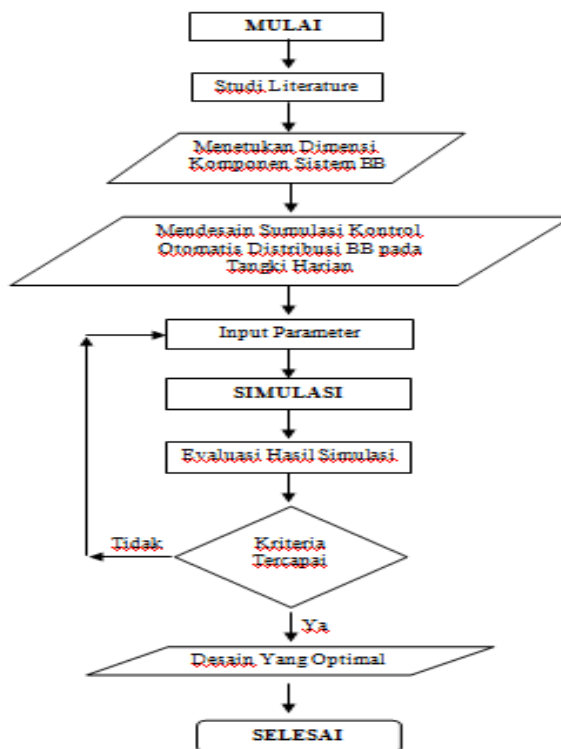 MULAI
Studi Literature
Menetukan Dimensi
Komponen Sistem BB
Mendesain Sumulasi Kontrol
Otomatis Distribusi BB pada
Tangki Harian
Input Parameter
SIMULASI
Evaluasi Hasil Simulasi
Tidak
Kriteria
Tercapai
Ya
Desain Yang Optimal
SELESAI